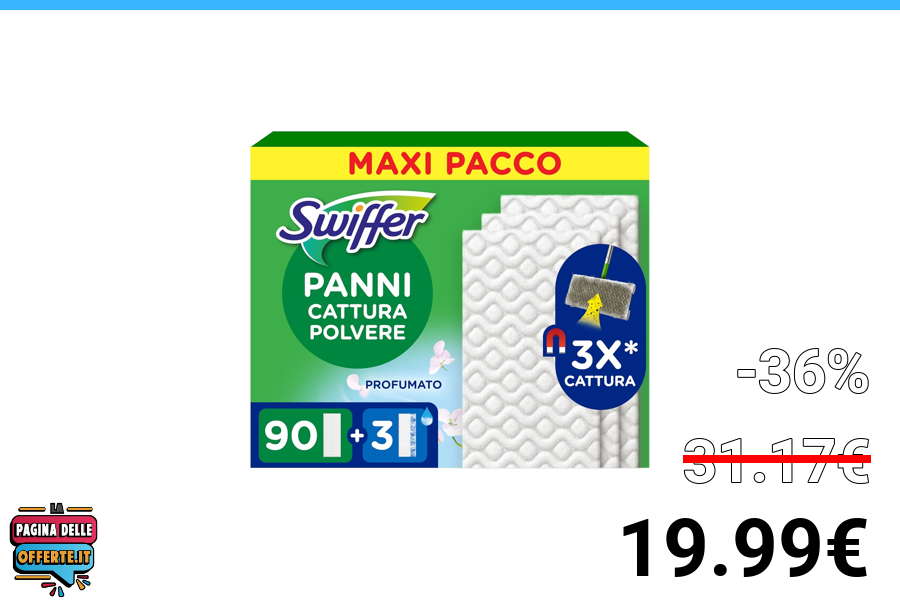 MAXI PACCO
Swiffer
PANNI
CATTURA
POLVERE
PROFUMATO
3X*
CATTURA
90 + 3
-36%
31.17€
19.99€
LA
PAGINA DELLE
OFFERTE.IT